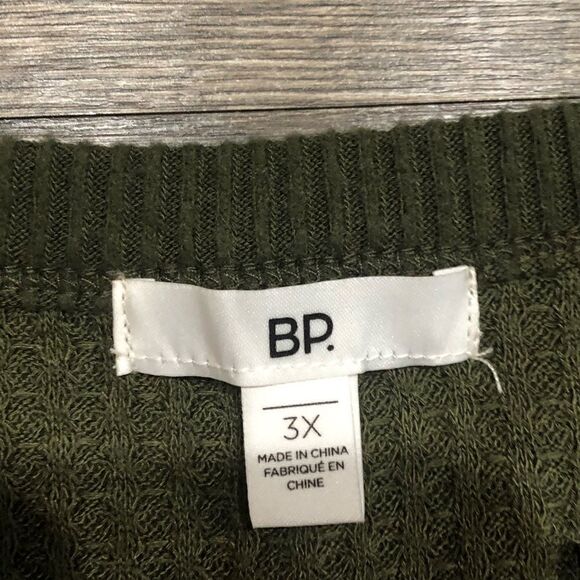 BP.
3X
MADE IN CHINA
FABRIQUÉ EN
CHINE